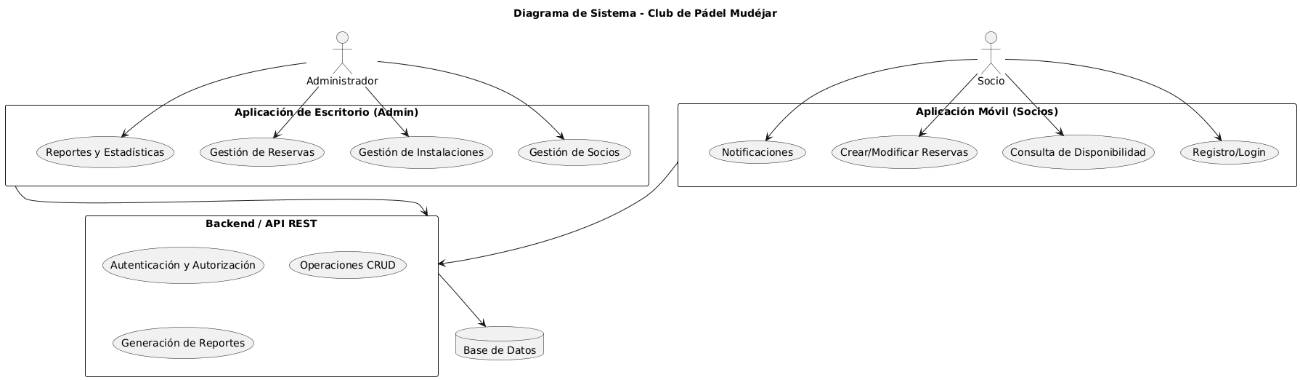 Diagrama de Sistema - Club de Pádel Mudéjar
Administrador
Socio
Aplicación de Escritorio (Admin)
Reportes y Estadísticas
Gestión de Reservas
Gestión de Instalaciones
Gestión de Socios
Aplicación Móvil (Socios)
Notificaciones
Crear/Modificar Reservas
Consulta de Disponibilidad
Registro/Login
Backend / API REST
Autenticación y Autorización
Operaciones CRUD
Generación de Reportes
Base de Datos